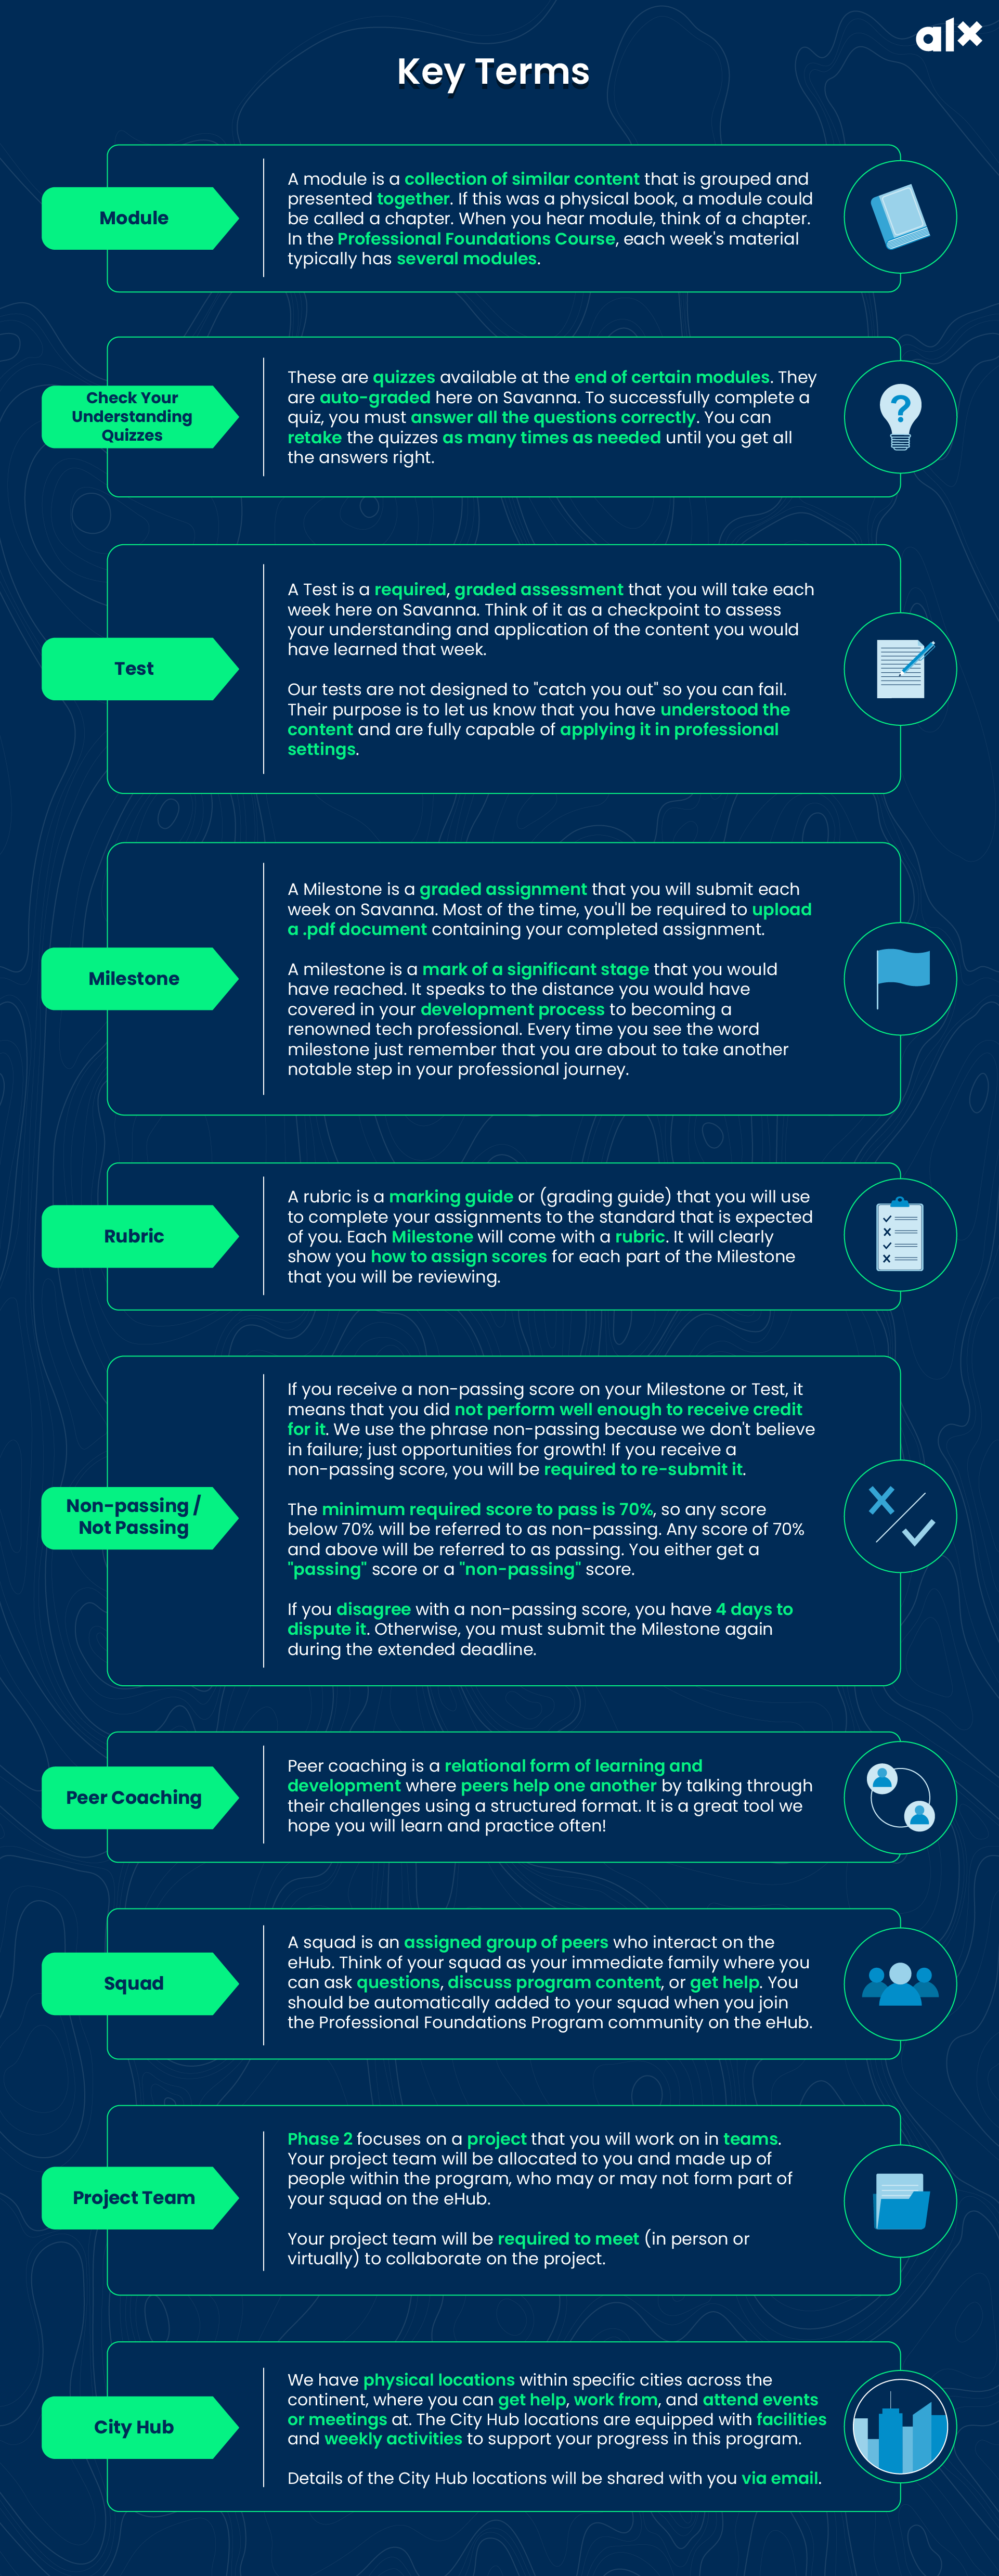 alx
Key Terms
Module
A module is a collection of similar content that is grouped and
presented together. If this was a physical book, a module could
be called a chapter. When you hear module, think of a chapter.
In the Professional Foundations Course, each week's material
typically has several modules.
Check Your
Understanding
Quizzes
These are quizzes available at the end of certain modules. They
are auto-graded here on Savanna. To successfully complete a
quiz, you must answer all the questions correctly. You can
retake the quizzes as many times as needed until you get all
the answers right.
?
Test
A Test is a required, graded assessment that you will take each
week here on Savanna. Think of it as a checkpoint to assess
your understanding and application of the content you would
have learned that week.
Our tests are not designed to "catch you out" so you can fail.
Their purpose is to let us know that you have understood the
content and are fully capable of applying it in professional
settings.
Milestone
A Milestone is a graded assignment that you will submit each
week on Savanna. Most of the time, you'll be required to upload
a .pdf document containing your completed assignment.
A milestone is a mark of a significant stage that you would
have reached. It speaks to the distance you would have
covered in your development process to becoming a
renowned tech professional. Every time you see the word
milestone just remember that you are about to take another
notable step in your professional journey.
Rubric
A rubric is a marking guide or (grading guide) that you will use
to complete your assignments to the standard that is expected
of you. Each Milestone will come with a rubric. It will clearly
show you how to assign scores for each part of the Milestone
that you will be reviewing.
Non-passing /
Not Passing
If you receive a non-passing score on your Milestone or Test, it
means that you did not perform well enough to receive credit
for it. We use the phrase non-passing because we don't believe
in failure; just opportunities for growth! If you receive a
non-passing score, you will be required to re-submit it.
The minimum required score to pass is 70%, so any score
below 70% will be referred to as non-passing. Any score of 70%
and above will be referred to as passing. You either get a
"passing" score or a "non-passing" score.
If you disagree with a non-passing score, you have 4 days to
dispute it. Otherwise, you must submit the Milestone again
during the extended deadline.
Peer Coaching
Peer coaching is a relational form of learning and
development where peers help one another by talking through
their challenges using a structured format. It is a great tool we
hope you will learn and practice often!
Squad
A squad is an assigned group of peers who interact on the
eHub. Think of your squad as your immediate family where you
can ask questions, discuss program content, or get help. You
should be automatically added to your squad when you join
the Professional Foundations Program community on the eHub.
Project Team
Phase 2 focuses on a project that you will work on in teams.
Your project team will be allocated to you and made up of
people within the program, who may or may not form part of
your squad on the eHub.
Your project team will be required to meet (in person or
virtually) to collaborate on the project.
City Hub
We have physical locations within specific cities across the
continent, where you can get help, work from, and attend events
or meetings at. The City Hub locations are equipped with facilities
and weekly activities to support your progress in this program.
Details of the City Hub locations will be shared with you via email.